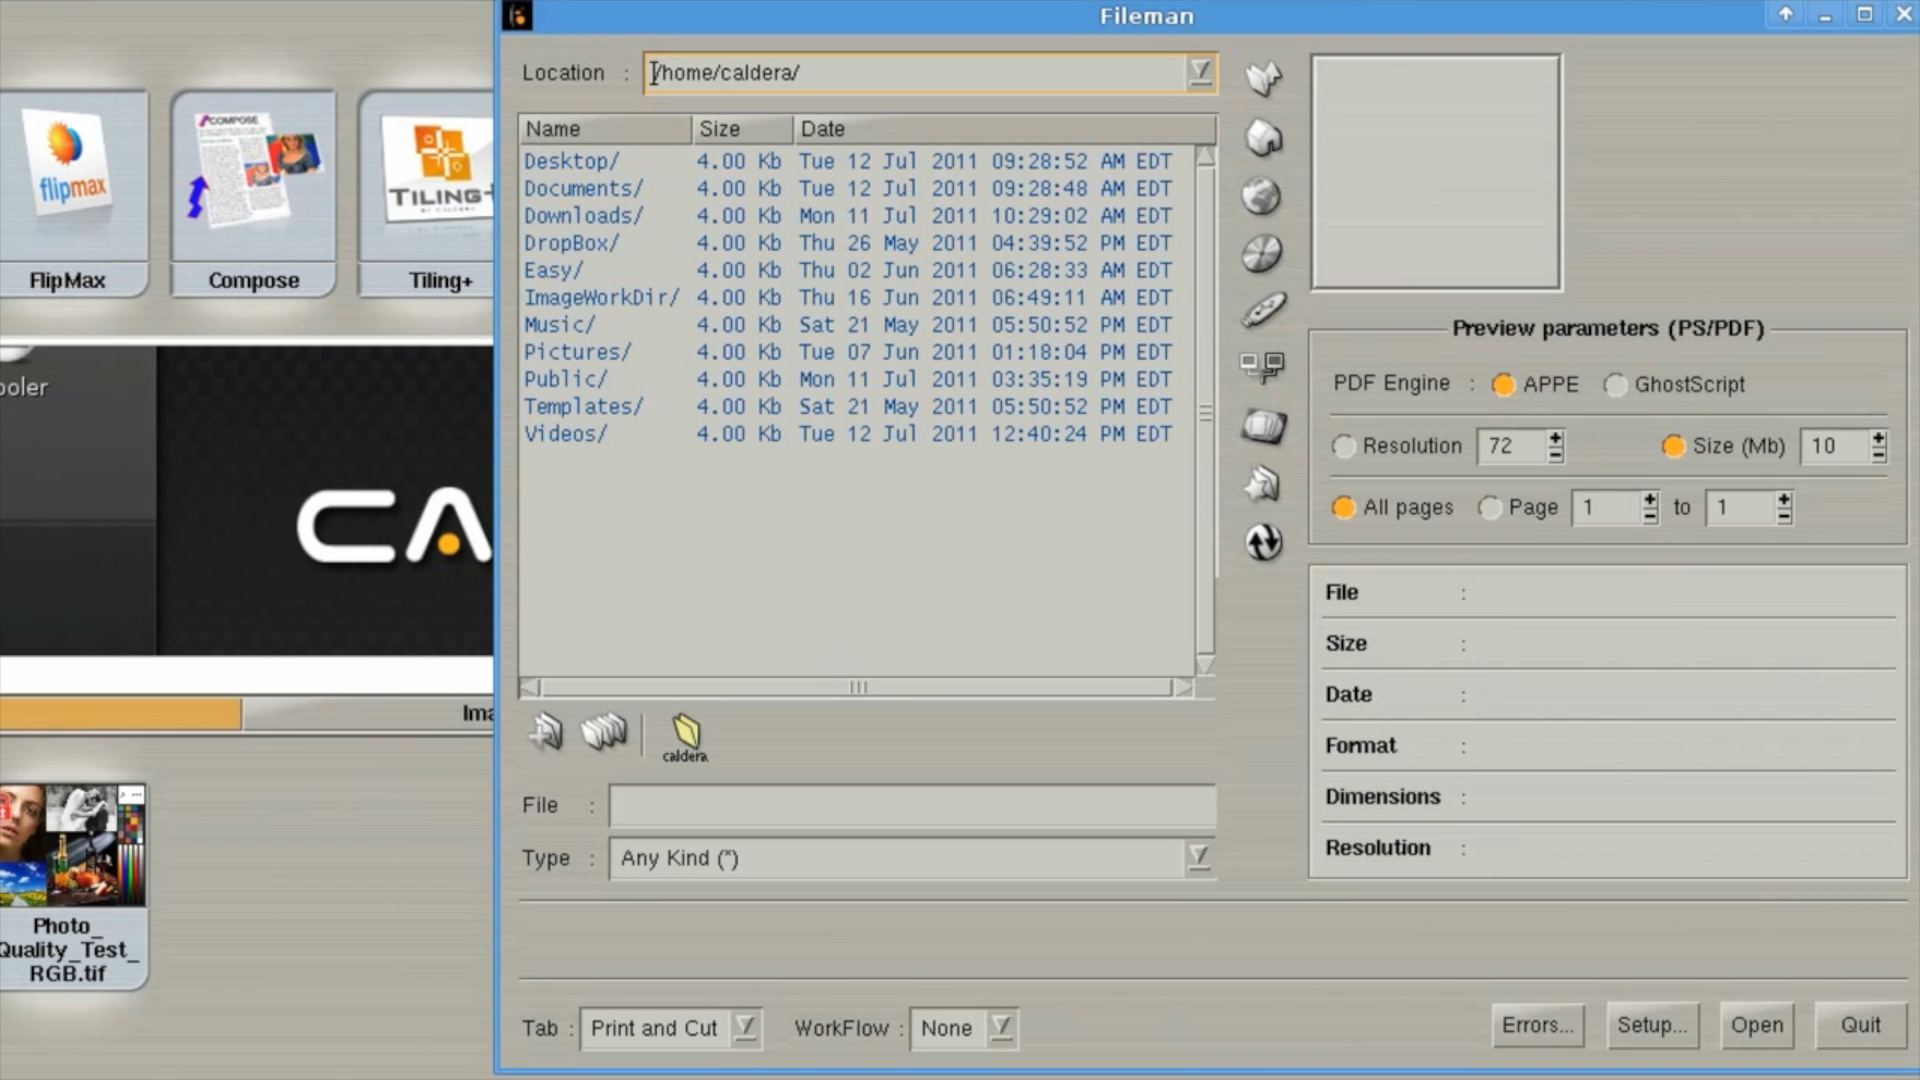 Fileman
Location : /home/caldera/
Name Size Date
Desktop/ 4.00 Kb Tue 12 Jul 2011 09:28:52 AM EDT
Documents/ 4.00 Kb Tue 12 Jul 2011 09:28:48 AM EDT
Downloads/ 4.00 Kb Mon 11 Jul 2011 10:29:02 AM EDT
DropBox/ 4.00 Kb Thu 26 May 2011 04:39:52 PM EDT
Easy/ 4.00 Kb Thu 02 Jun 2011 06:28:33 AM EDT
ImageWorkDir/ 4.00 Kb Thu 16 Jun 2011 06:49:11 AM EDT
Music/ 4.00 Kb Sat 21 May 2011 05:50:52 PM EDT
Pictures/ 4.00 Kb Tue 07 Jun 2011 01:18:04 PM EDT
Public/ 4.00 Kb Mon 11 Jul 2011 03:35:19 PM EDT
Templates/ 4.00 Kb Sat 21 May 2011 05:50:52 PM EDT
Videos/ 4.00 Kb Tue 12 Jul 2011 12:40:24 PM EDT
caldera
File :
Type : Any Kind (*)
Preview parameters (PS/PDF)
PDF Engine : APPE GhostScript
Resolution 72 Size (Mb) 10
All pages Page 1 to 1
File :
Size :
Date :
Format :
Dimensions :
Resolution :
Tab : Print and Cut WorkFlow : None Errors... Setup... Open Quit
flipmax
COMPOSE
TILING+
BY CALDERA
FlipMax Compose Tiling+
ooler
CA
Ima
Photo_
Quality_Test_
RGB.tif